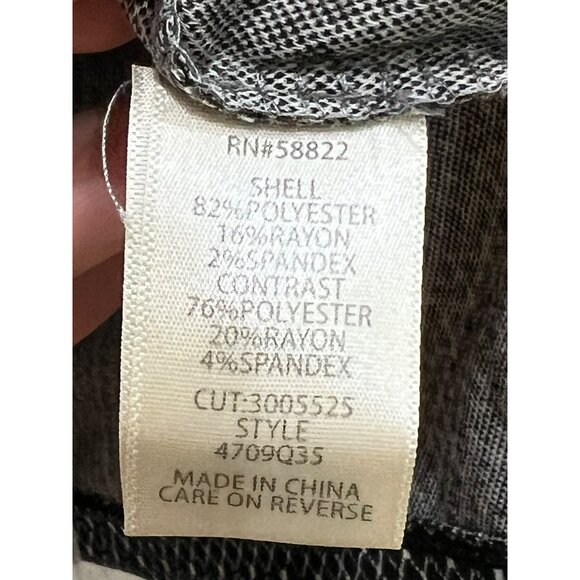 RN#58822
SHELL
82%POLYESTER
16%RAYON
2%SPANDEX
CONTRAST
76%POLYESTER
20%RAYON
4%SPANDEX
CUT:3005525
STYLE
4709Q35
MADE IN CHINA
CARE ON REVERSE